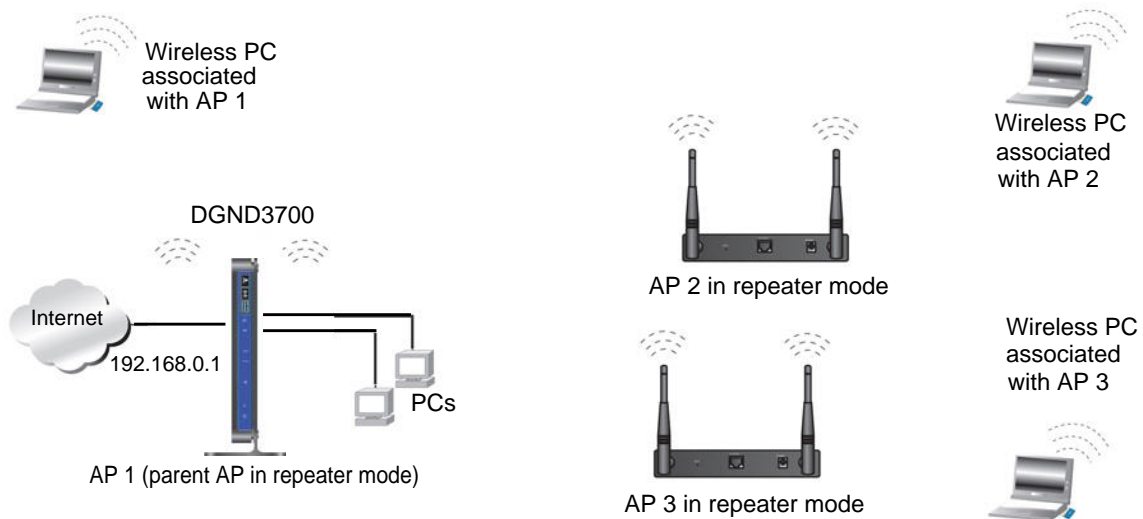 Wireless PC
associated
with AP 1
Wireless PC
associated
with AP 2
DGND3700
AP 2 in repeater mode
Internet
192.168.0.1
PCs
Wireless PC
associated
with AP 3
AP 1 (parent AP in repeater mode)
AP 3 in repeater mode